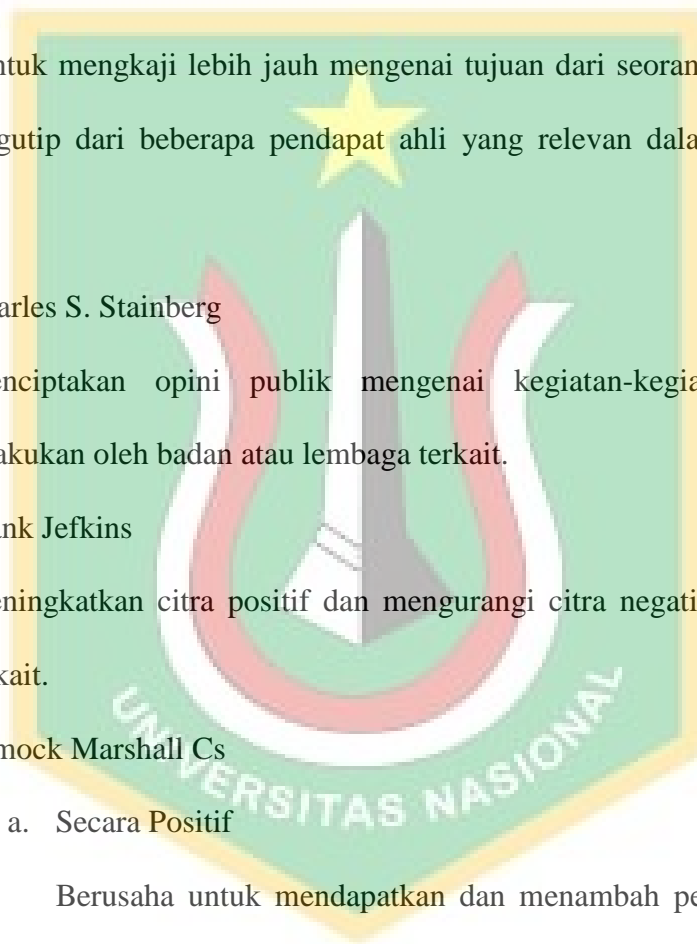 ntuk mengkaji lebih jauh mengenai tujuan dari seoran
gutip dari beberapa pendapat ahli yang relevan dala
arles S. Stainberg
enciptakan opini publik mengenai kegiatan-kegia
akukan oleh badan atau lembaga terkait.
ank Jefkins
eningkatkan citra positif dan mengurangi citra negati
kait.
mock Marshall Cs
a. Secara Positif
Berusaha untuk mendapatkan dan menambah pe
UNIVERSITAS NASIONAL